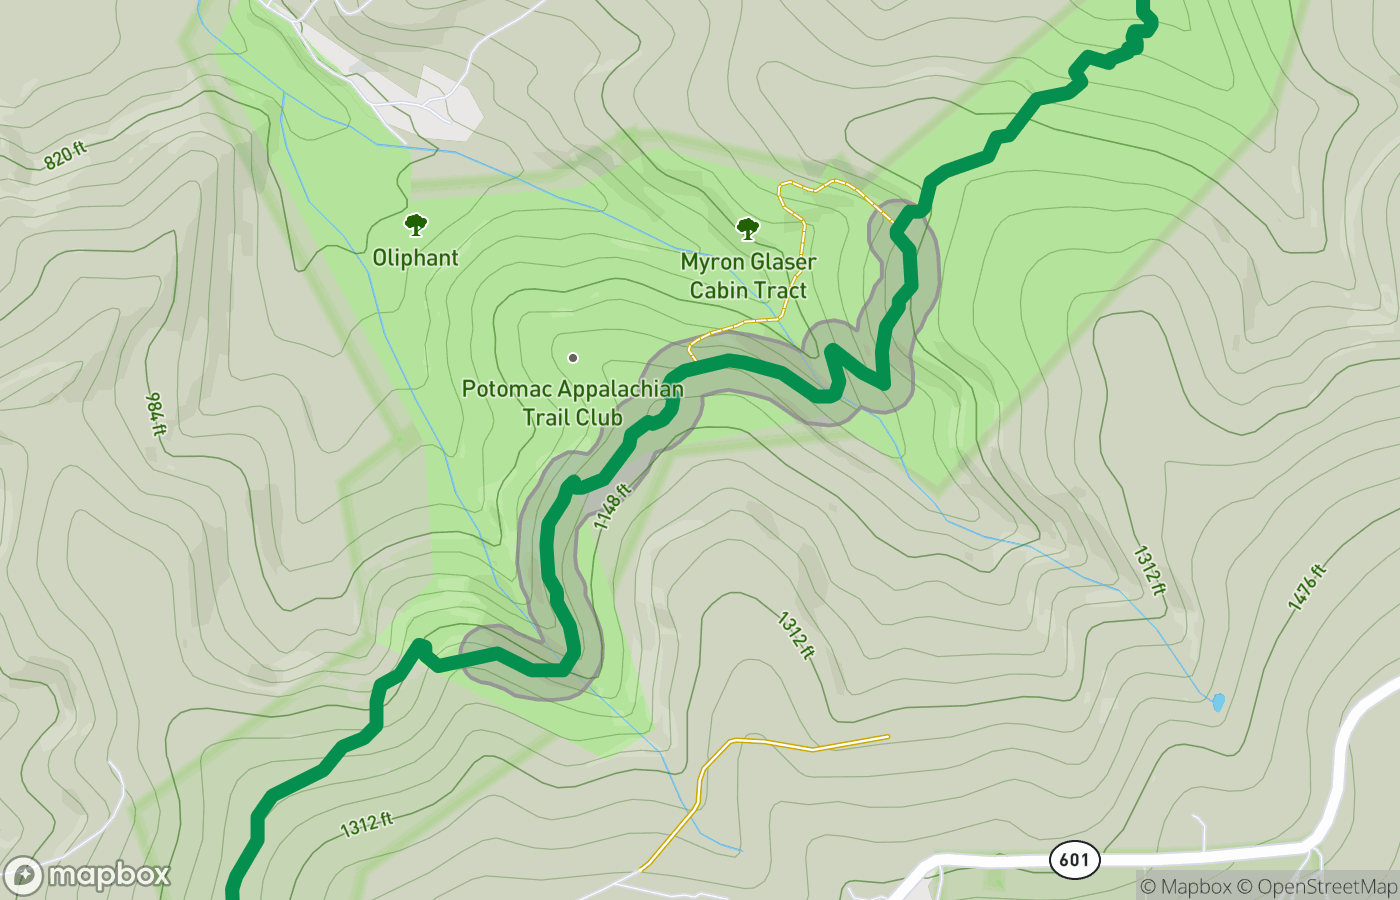 820 ft
Oliphant
Myron Glaser
Cabin Tract
Potomac Appalachian
Trail Club
984 ft
1148 ft
1312 ft
1476 ft
1312 ft
1312 ft
601
mapbox
© Mapbox © OpenStreetMap